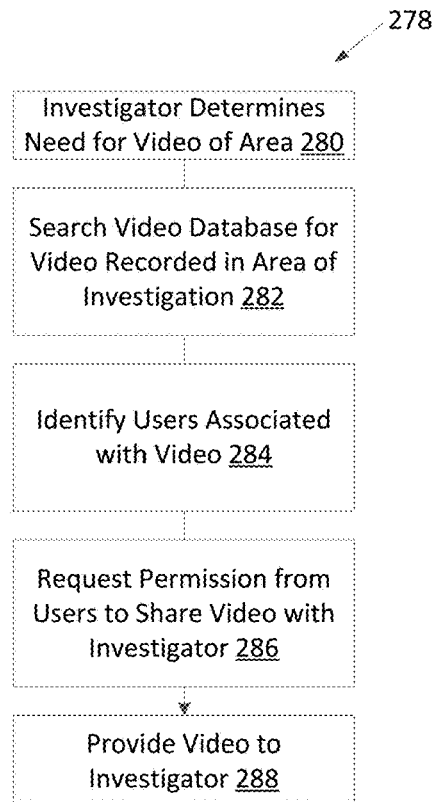 278
Investigator Determines
Need for Video of Area 280
Search Video Database for
Video Recorded in Area of
Investigation 282
Identify Users Associated
with Video 284
Request Permission from
Users to Share Video with
Investigator 286
Provide Video to
Investigator 288